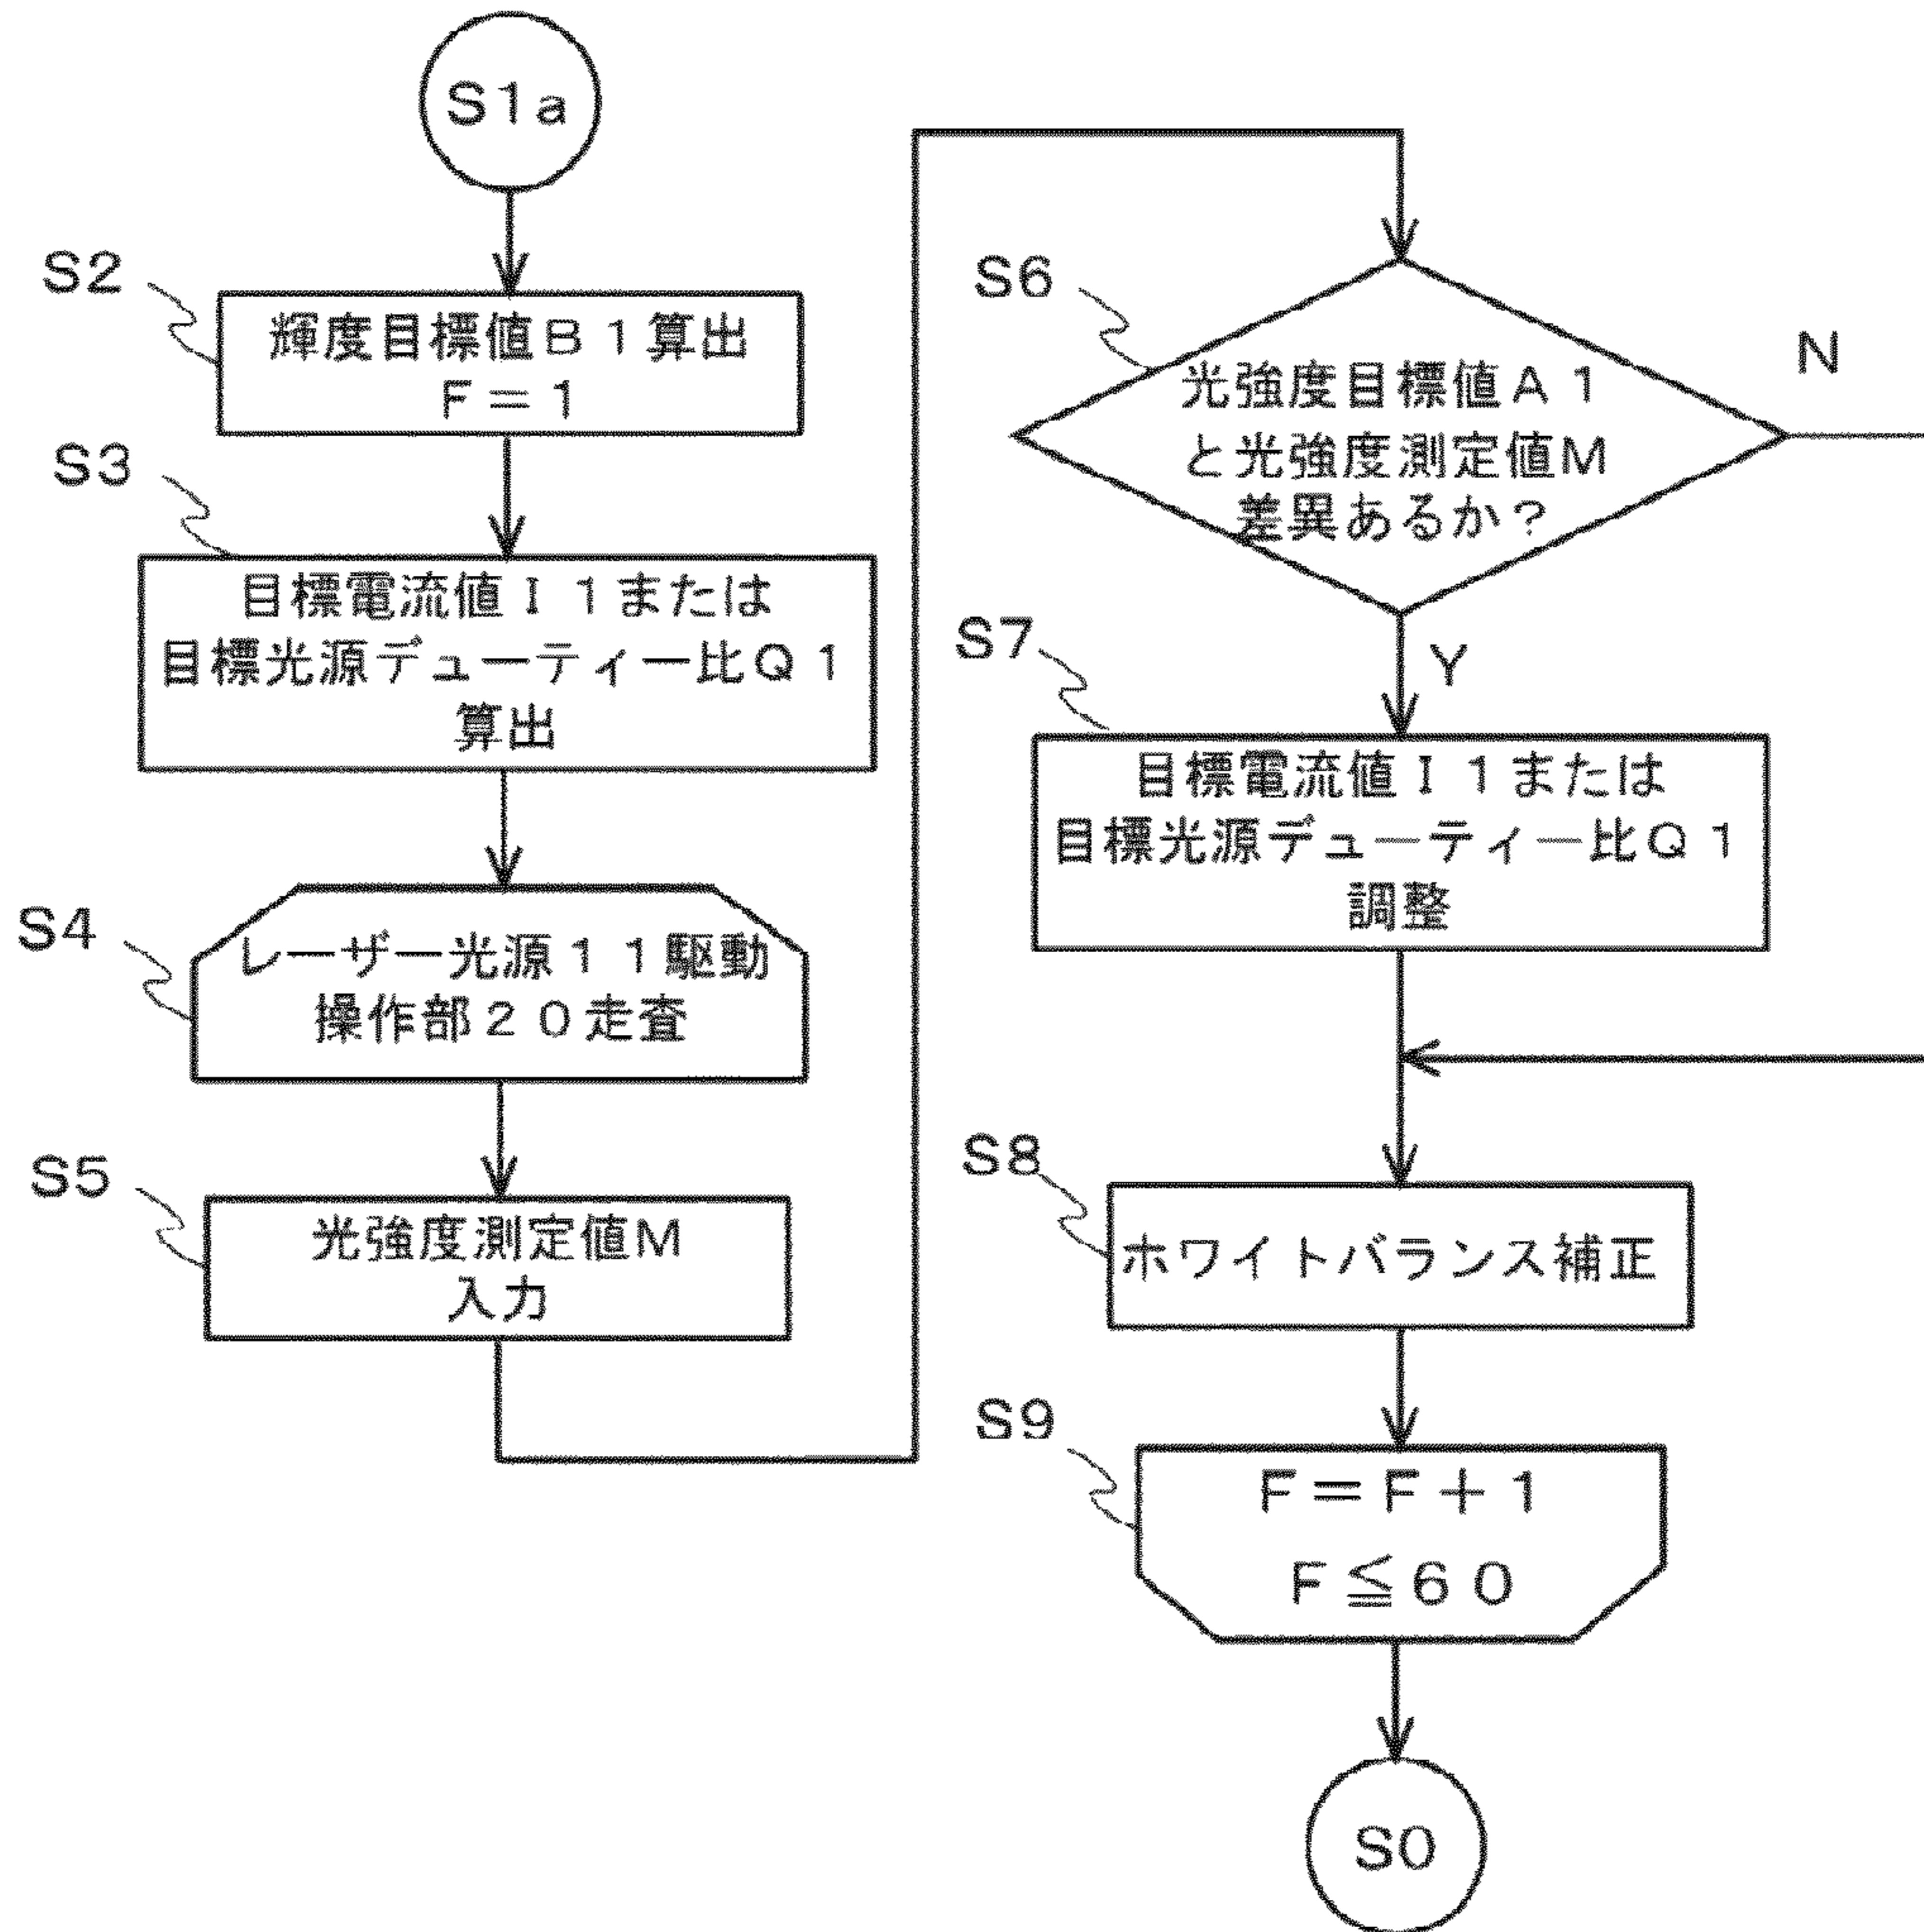 S1a
S2
輝度目標値B1算出
F=1
S3
目標電流値I1または
目標光源デューティー比Q1
算出
S4
レーザー光源11駆動
操作部20走査
S5
光強度測定値M
入力
S6
光強度目標値A1
と光強度測定値M
差異あるか?
N
Y
S7
目標電流値I1または
目標光源デューティー比Q1
調整
S8
ホワイトバランス補正
S9
F=F+1
F≦60
S0